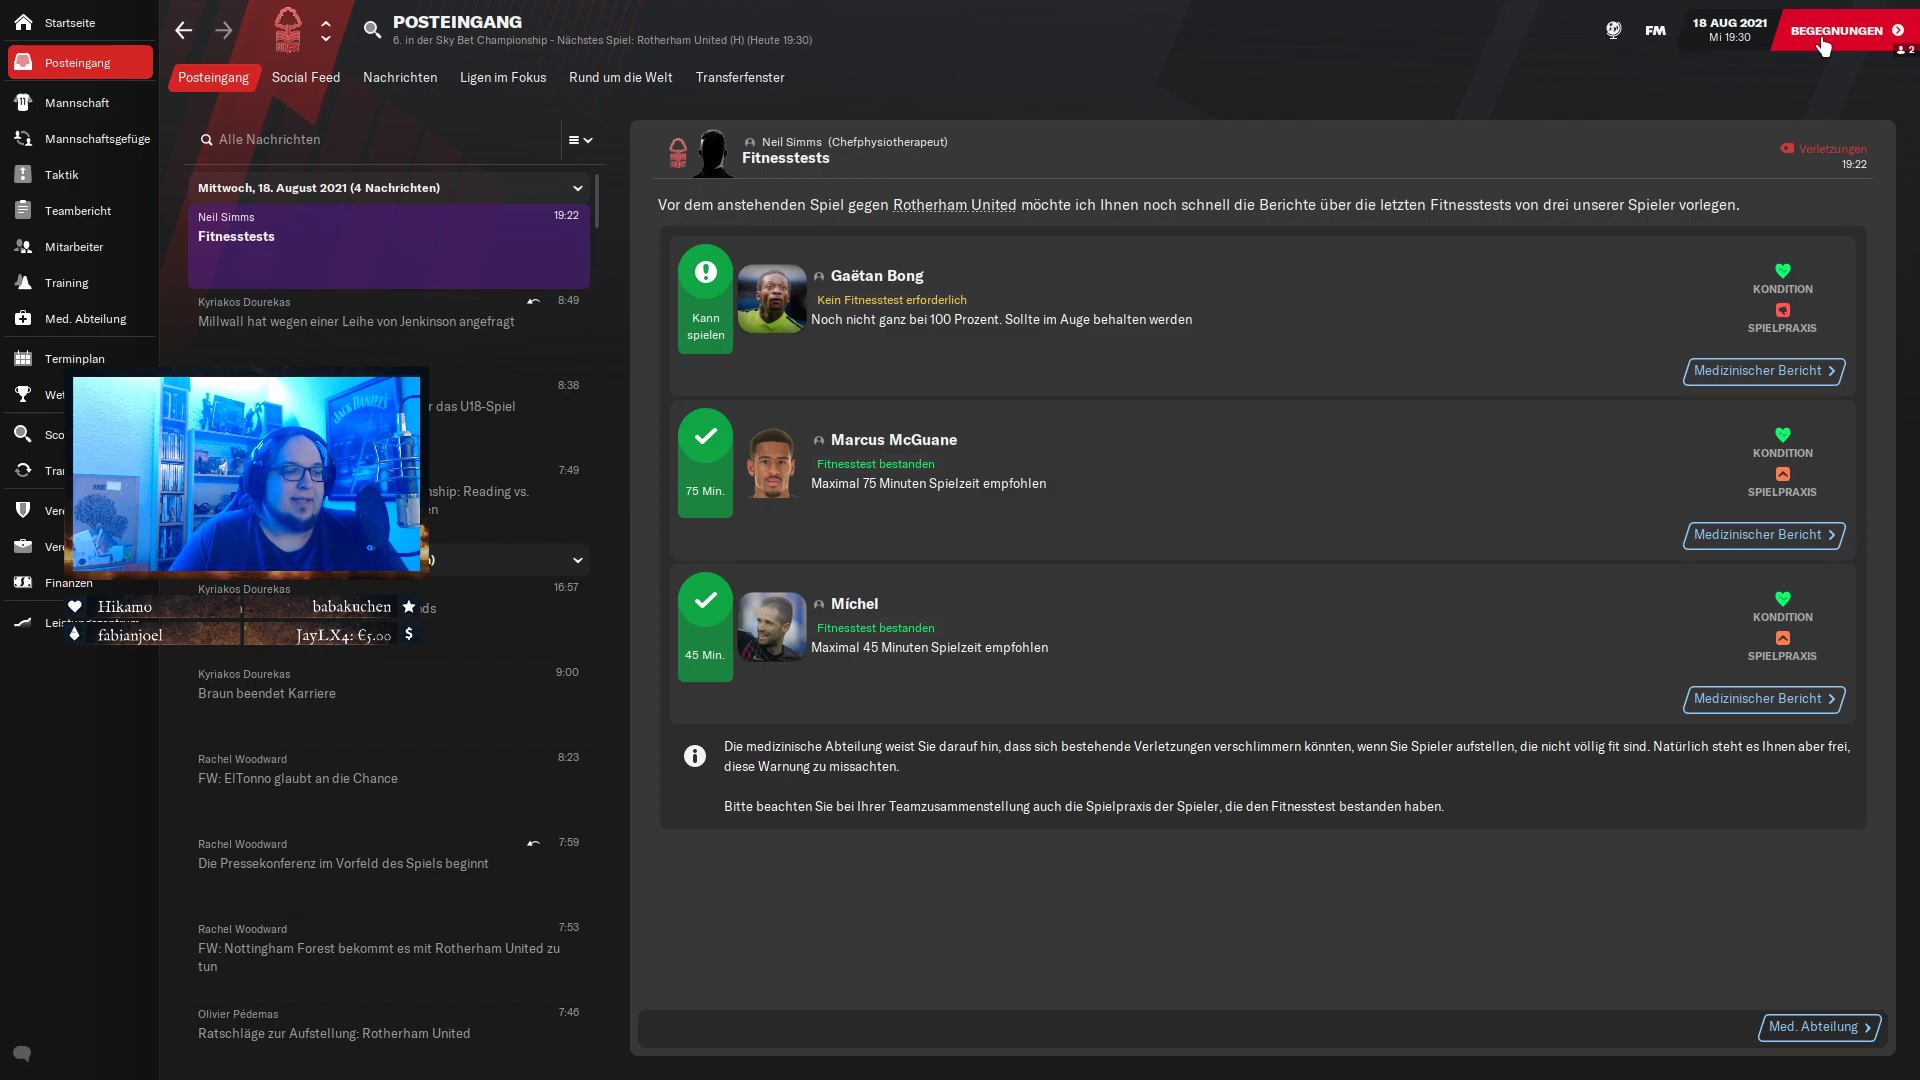 Startseite
Posteingang
Mannschaft
Mannschaftsgefüge
Taktik
Teambericht
Mitarbeiter
Training
Med. Abteilung
Terminplan
Wet
Sco
Tra
Vere
Vere
Finanzen
POSTEINGANG
6. in der Sky Bet Championship - Nächstes Spiel: Rotherham United (H) (Heute 19:30)
FM
18 AUG 2021
Mi 19:30
BEGEGNUNGEN
2
Posteingang
Social Feed
Nachrichten
Ligen im Fokus
Rund um die Welt
Transferfenster
Alle Nachrichten
Mittwoch, 18. August 2021 (4 Nachrichten)
Neil Simms
19:22
Fitnesstests
Kyriakos Dourekas
8:49
Millwall hat wegen einer Leihe von Jenkinson angefragt
8:38
r das U18-Spiel
7:49
nship: Reading vs.
en
Kyriakos Dourekas
16:57
ds
Hikamo
babakuchen
fabianjoel
JayLX4: €5.00
Kyriakos Dourekas
9:00
Braun beendet Karriere
Rachel Woodward
8:23
FW: ElTonno glaubt an die Chance
Rachel Woodward
7:59
Die Pressekonferenz im Vorfeld des Spiels beginnt
Rachel Woodward
7:53
FW: Nottingham Forest bekommt es mit Rotherham United zu
tun
Olivier Pédemas
7:46
Ratschläge zur Aufstellung: Rotherham United
Neil Simms (Chefphysiotherapeut)
Fitnesstests
Verletzungen
19:22
Vor dem anstehenden Spiel gegen Rotherham United möchte ich Ihnen noch schnell die Berichte über die letzten Fitnesstests von drei unserer Spieler vorlegen.
Kann
spielen
Gaëtan Bong
Kein Fitnesstest erforderlich
Noch nicht ganz bei 100 Prozent. Sollte im Auge behalten werden
KONDITION
SPIELPRAXIS
Medizinischer Bericht
75 Min.
Marcus McGuane
Fitnesstest bestanden
Maximal 75 Minuten Spielzeit empfohlen
KONDITION
SPIELPRAXIS
Medizinischer Bericht
45 Min.
Míchel
Fitnesstest bestanden
Maximal 45 Minuten Spielzeit empfohlen
KONDITION
SPIELPRAXIS
Medizinischer Bericht
Die medizinische Abteilung weist Sie darauf hin, dass sich bestehende Verletzungen verschlimmern könnten, wenn Sie Spieler aufstellen, die nicht völlig fit sind. Natürlich steht es Ihnen aber frei,
diese Warnung zu missachten.
Bitte beachten Sie bei Ihrer Teamzusammenstellung auch die Spielpraxis der Spieler, die den Fitnesstest bestanden haben.
Med. Abteilung